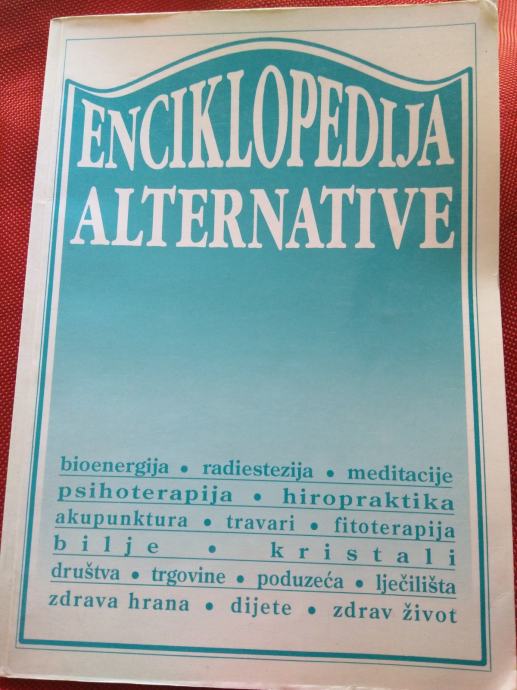 ENCIKLOPEDIJA
ALTERNATIVE
bioenergija • radiestezija • meditacije
psihoterapija • hiropraktika
akupunktura • travari • fitoterapija
bilje • kristali
društva • trgovine • poduzeća • lječilišta
zdrava hrana • dijete • zdrav život